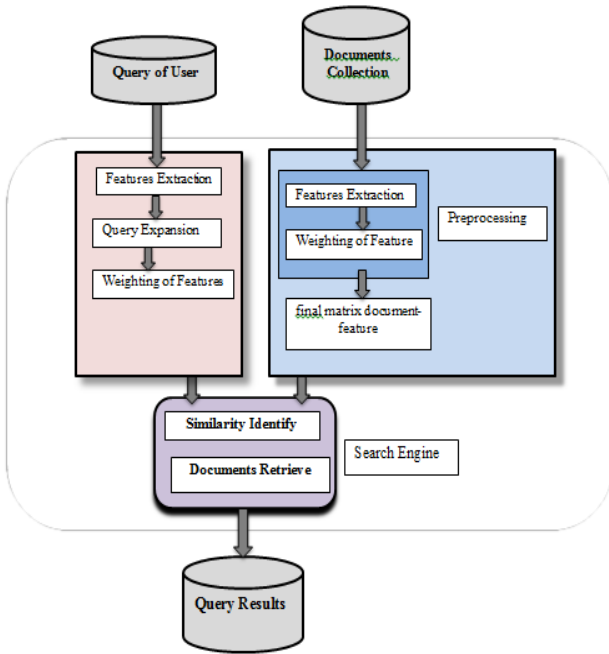 Query of User
Documents
Collection
Features Extraction
Query Expansion
Weighting of Features
Features Extraction
Weighting of Feature
final matrix document-
feature
Preprocessing
Similarity Identify
Documents Retrieve
Search Engine
Query Results